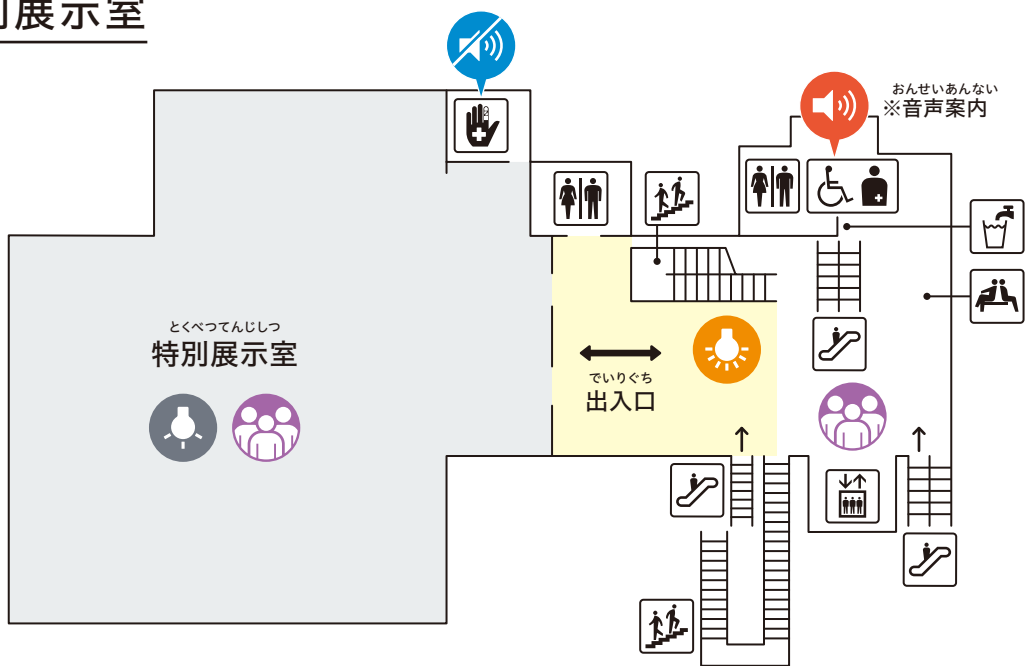 展示室
おんせいあんない
※音声案内
とくべつてんじしつ
特別展示室
でいりぐち
出入口